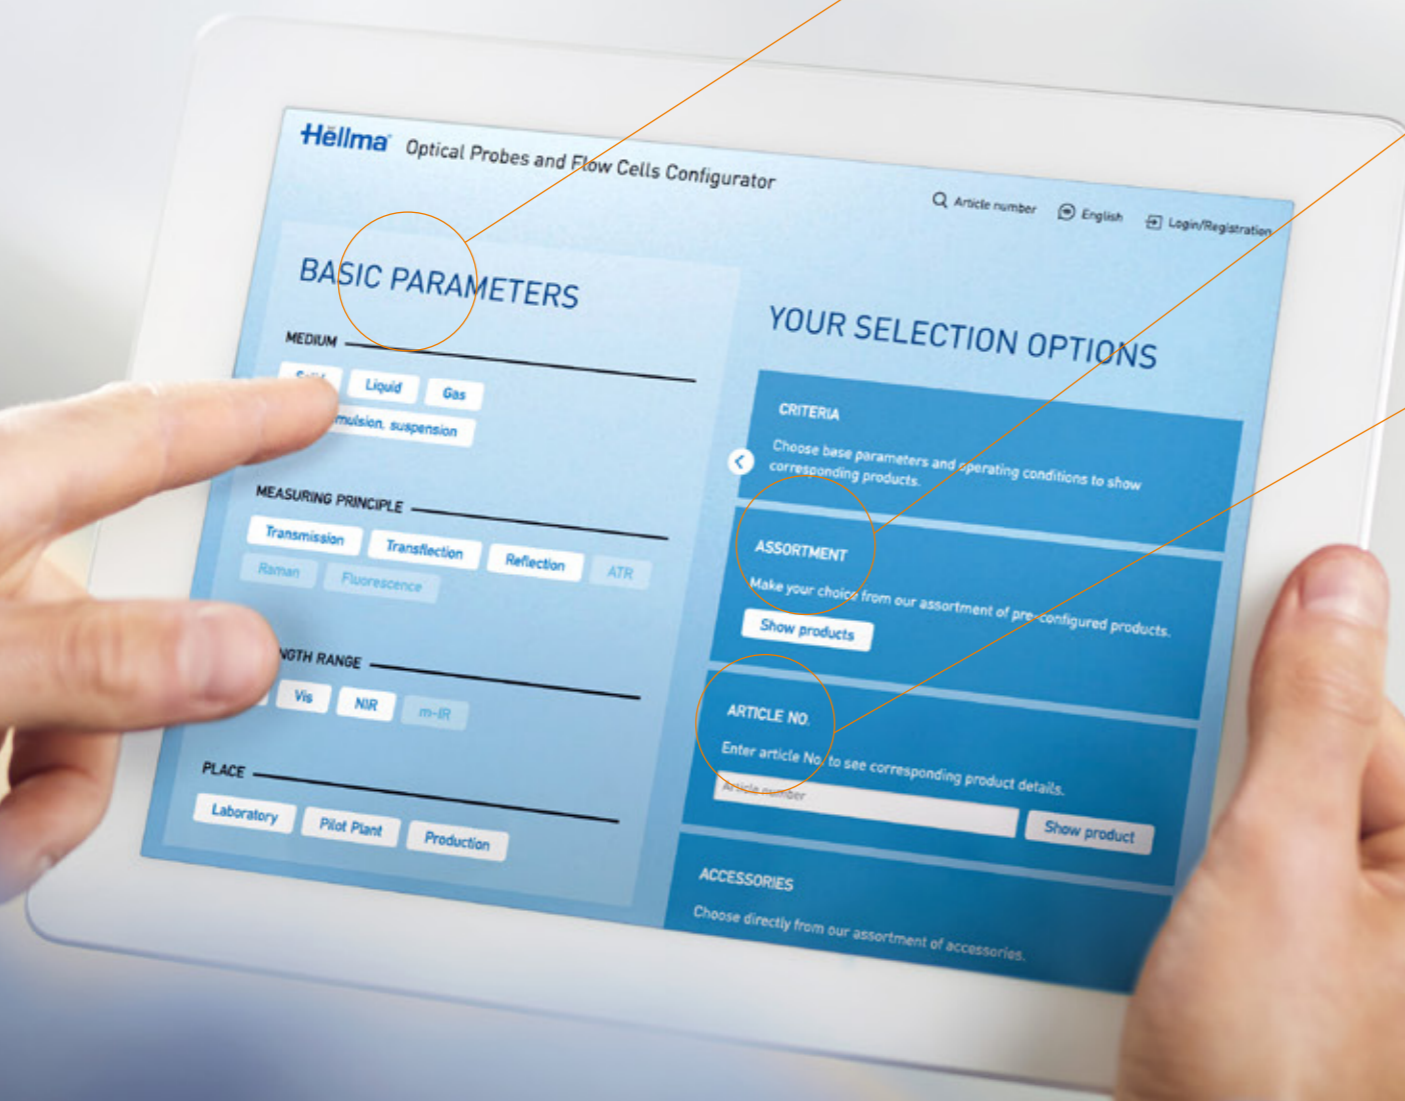 Hellma Optical Probes and Flow Cells Configurator
Article number English Login/Registration
BASIC PARAMETERS
MEDIUM
Liquid Gas
emulsion, suspension
MEASURING PRINCIPLE
Transmission Transflection Reflection ATR
Raman Fluorescence
RANGE
Vis NIR m-IR
PLACE
Laboratory Pilot Plant Production
YOUR SELECTION OPTIONS
CRITERIA
Choose base parameters and operating conditions to show
corresponding products.
ASSORTMENT
Make your choice from our assortment of pre-configured products.
Show products
ARTICLE NO.
Enter article No. to see corresponding product details.
Article number Show product
ACCESSORIES
Choose directly from our assortment of accessories.